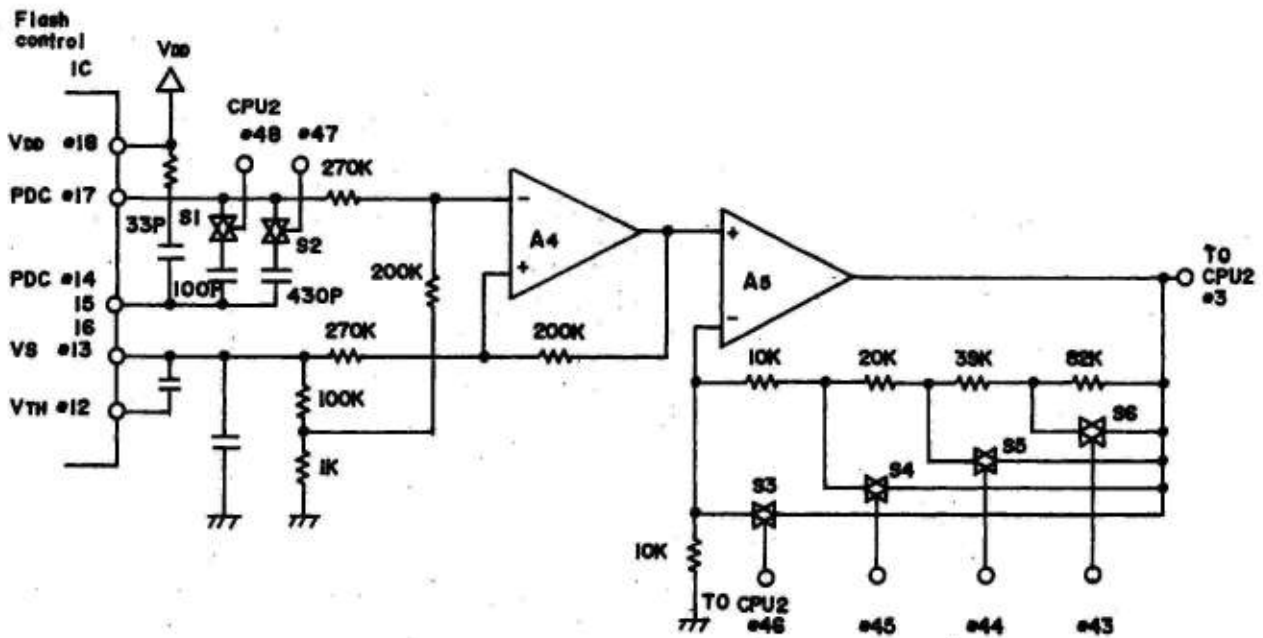 Flash
control
IC
VDD
CPU2
#48 #47
VDD #18
270K
PDC #17
S1
33P
S2
A4
-
+
200K
PDC #14
100P
430P
15
16
270K
200K
VS #13
VTH #12
100K
1K
+
A5
-
TO
CPU2
#3
10K
20K
39K
82K
S6
S5
S4
S3
10K
TO CPU2
#46
#45
#44
#43